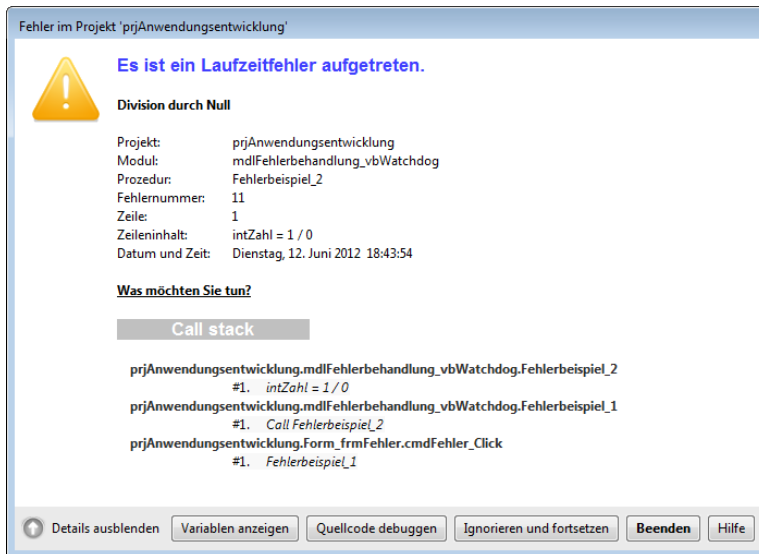 Fehler im Projekt 'prjAnwendungsentwicklung'
Es ist ein Laufzeitfehler aufgetreten.
Division durch Null
Projekt: prjAnwendungsentwicklung
Modul: mdlFehlerbehandlung_vbWatchdog
Prozedur: Fehlerbeispiel_2
Fehlernummer: 11
Zeile: 1
Zeileninhalt: intZahl = 1 / 0
Datum und Zeit: Dienstag, 12. Juni 2012 18:43:54
Was möchten Sie tun?
Call stack
prjAnwendungsentwicklung.mdlFehlerbehandlung_vbWatchdog.Fehlerbeispiel_2
#1. intZahl = 1 / 0
prjAnwendungsentwicklung.mdlFehlerbehandlung_vbWatchdog.Fehlerbeispiel_1
#1. Call Fehlerbeispiel_2
prjAnwendungsentwicklung.Form_frmFehler.cmdFehler_Click
#1. Fehlerbeispiel_1
Details ausblenden Variablen anzeigen Quellcode debuggen Ignorieren und fortsetzen Beenden Hilfe